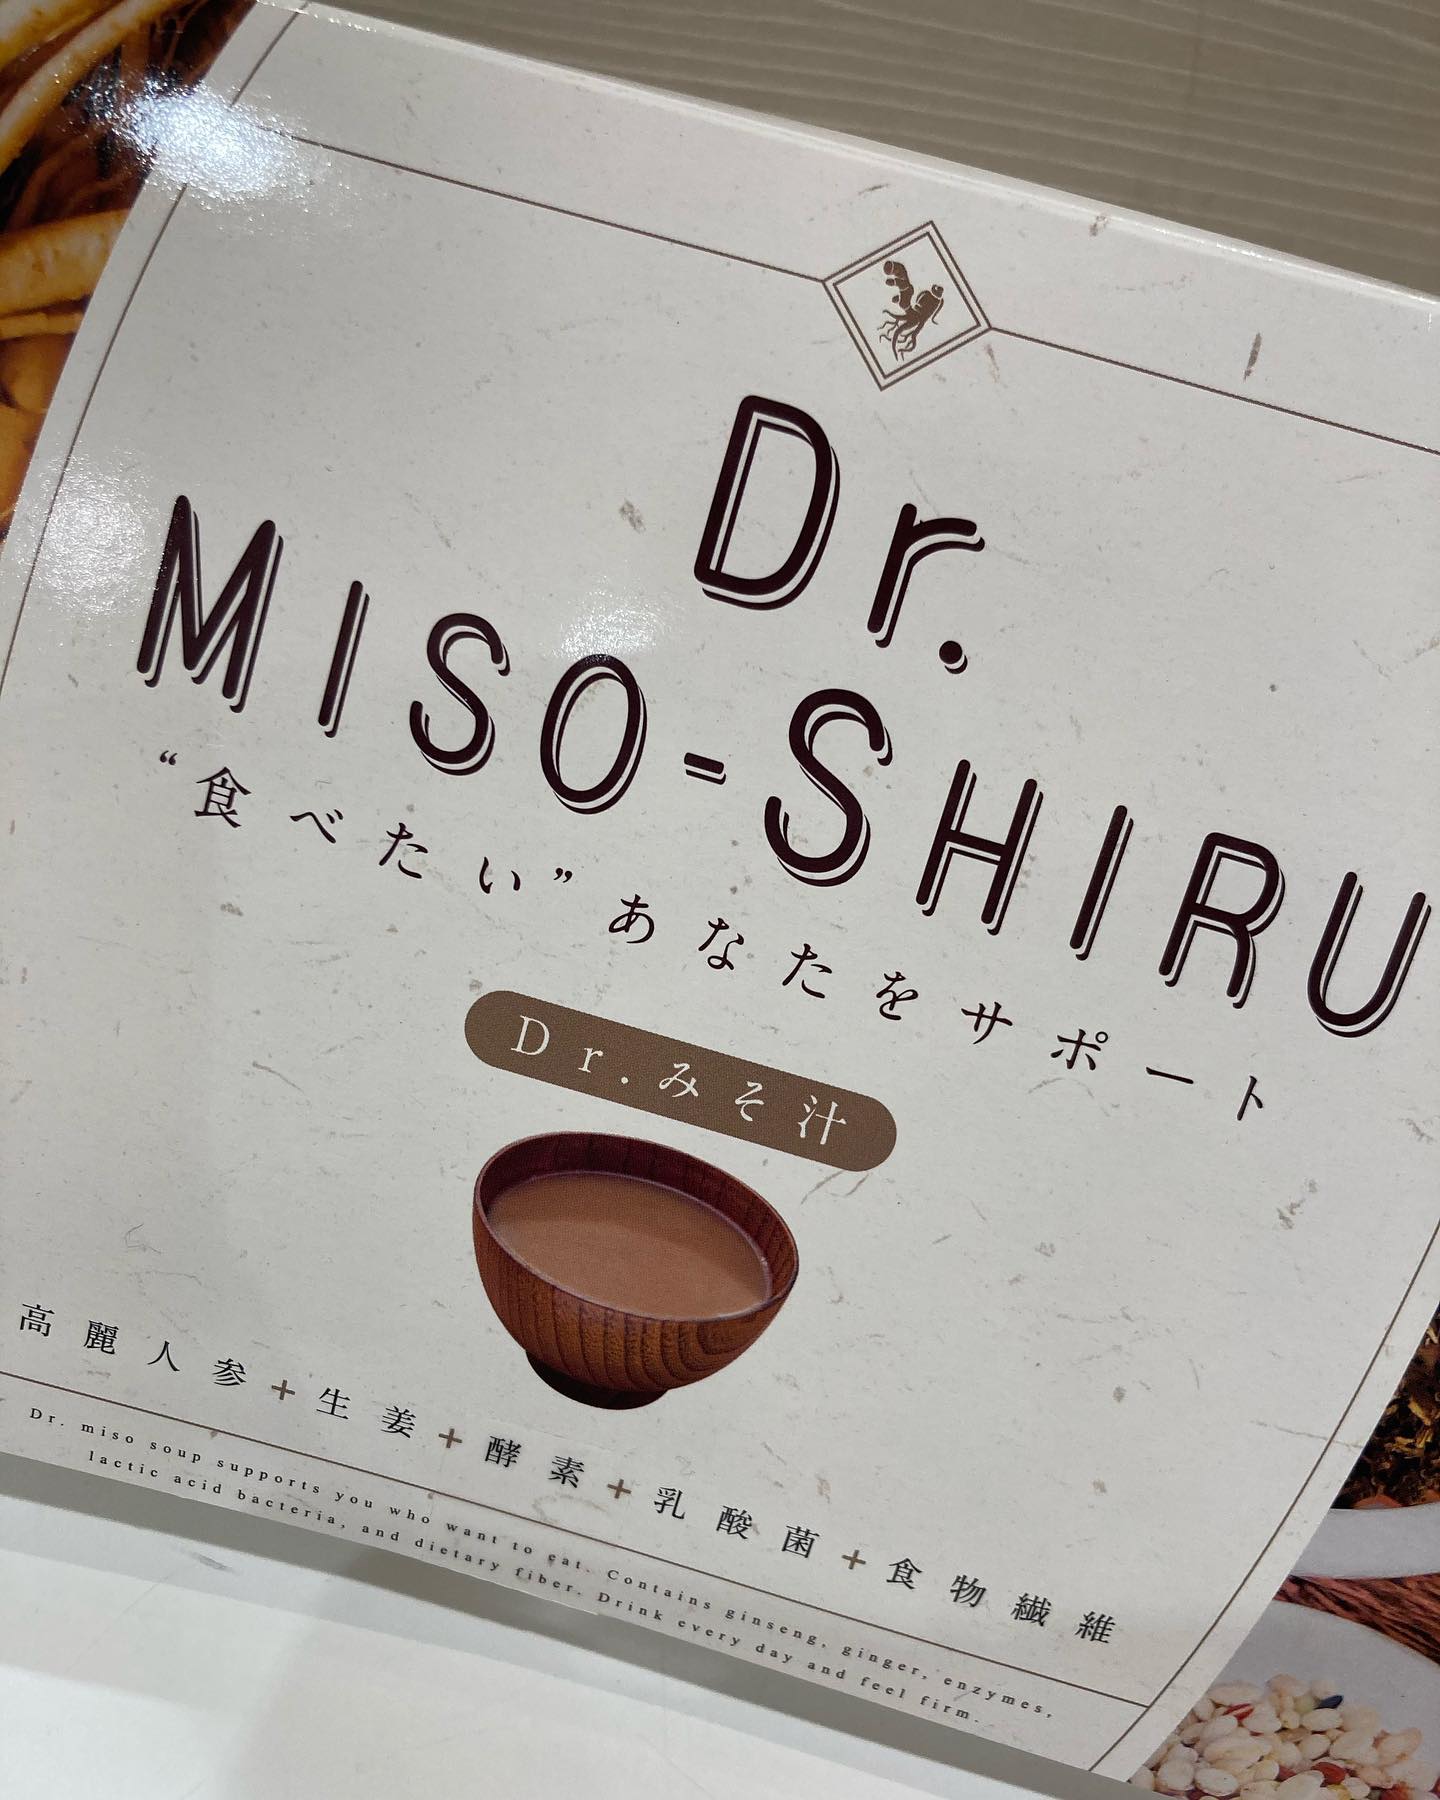 Dr.
MISO-SHIRU
“食べたい”あなたをサポート
Dr.みそ汁
高麗人参+生姜+酵素+乳酸菌+食物繊維
Dr. miso soup supports you who want to eat. Contains ginseng, ginger, enzymes,
lactic acid bacteria, and dietary fiber. Drink every day and feel firm.